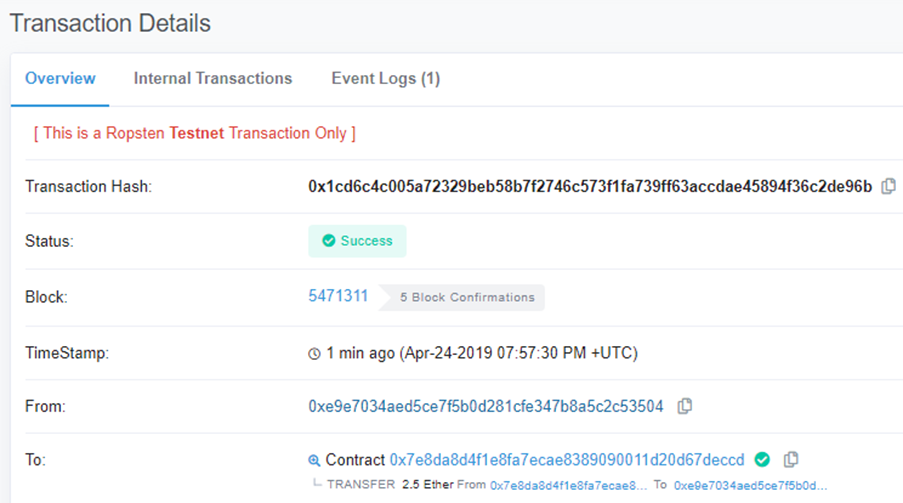 Transaction Details
Overview Internal Transactions Event Logs (1)
[ This is a Ropsten Testnet Transaction Only ]
Transaction Hash: 0x1cd6c4c005a72329beb58b7f2746c573f1fa739ff63accdae45894f36c2de96b
Status: Success
Block: 5471311 5 Block Confirmations
TimeStamp: 1 min ago (Apr-24-2019 07:57:30 PM +UTC)
From: 0xe9e7034aed5ce7f5b0d281cfe347b8a5c2c53504
To: Contract 0x7e8da8d4f1e8fa7ecae8389090011d20d67deccd
TRANSFER 2.5 Ether From 0x7e8da8d4f1e8fa7ecae8... To 0xe9e7034aed5ce7f5b0d...